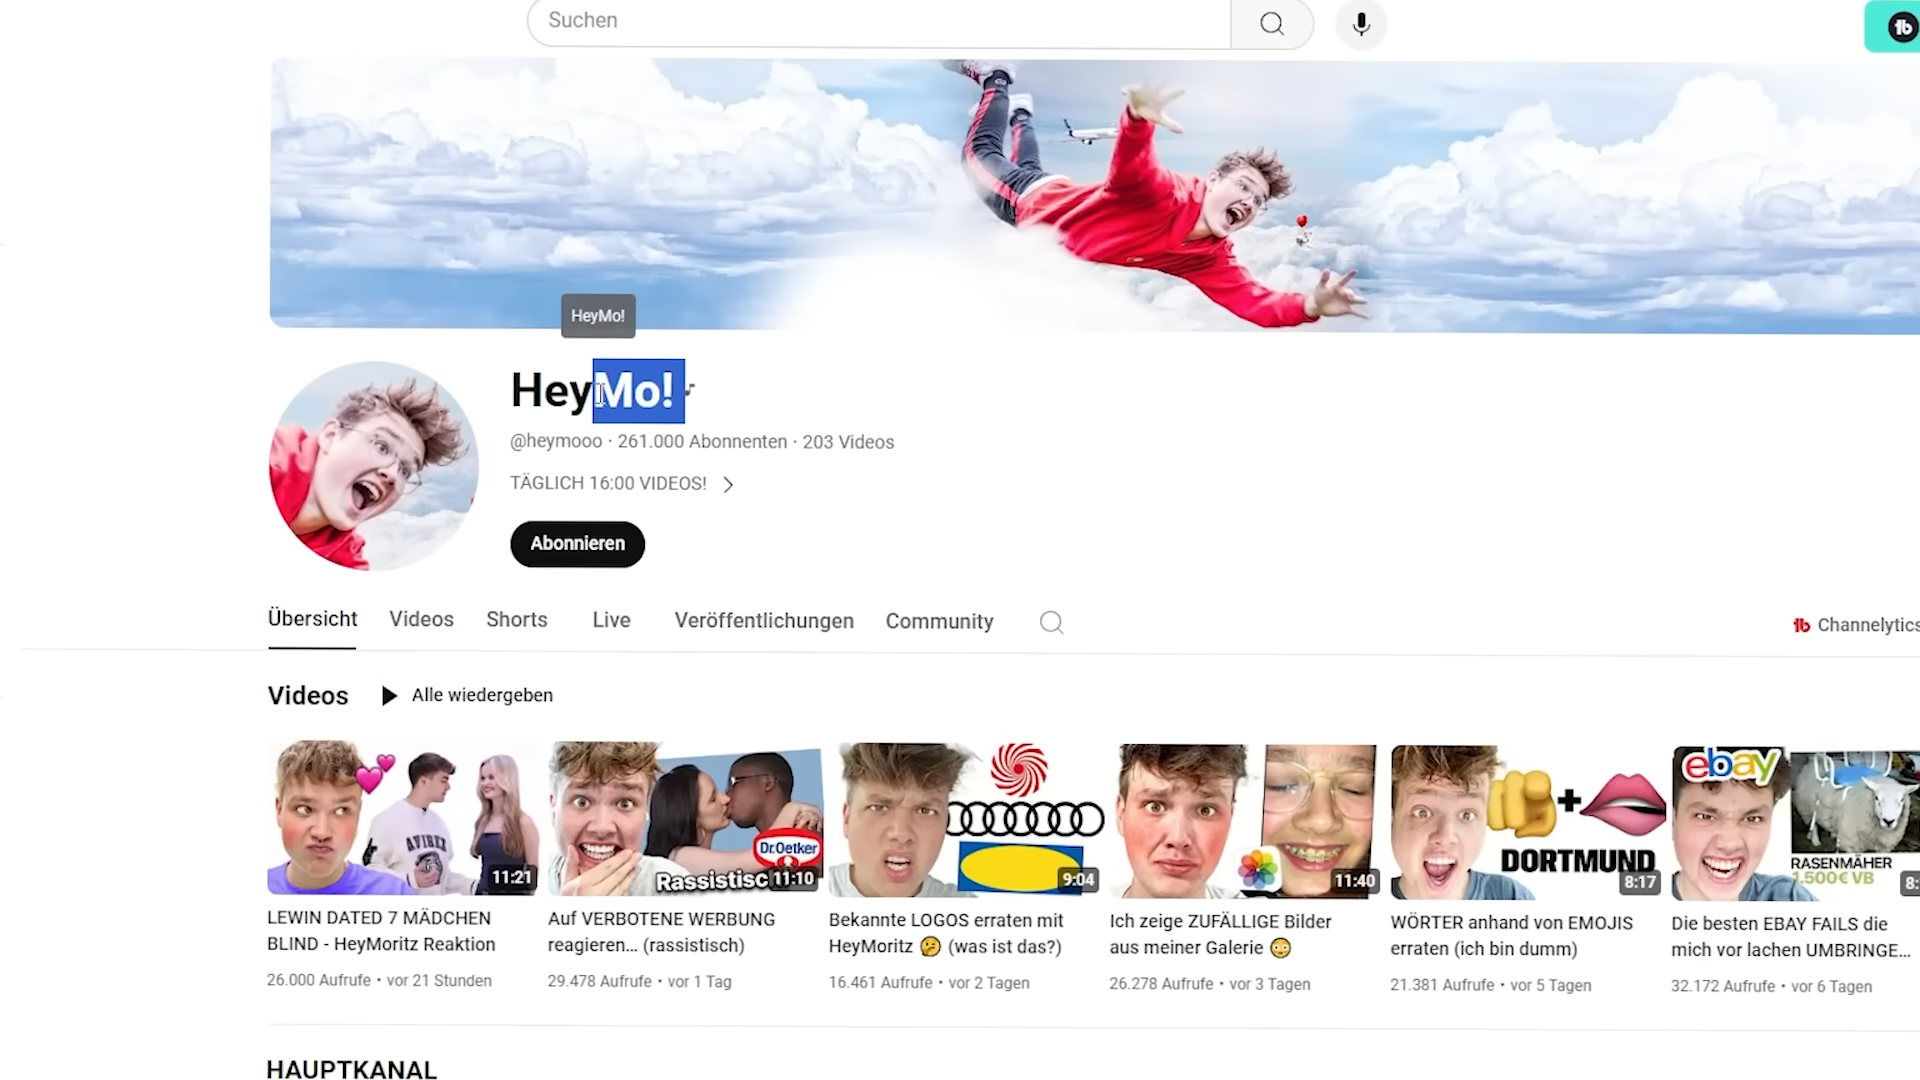 Suchen
HeyMo!
HeyMo!
@heymooo · 261.000 Abonnenten · 203 Videos
TÄGLICH 16:00 VIDEOS!
Abonnieren
Übersicht Videos Shorts Live Veröffentlichungen Community
Channelytics
Videos Alle wiedergeben
AVIREX
11:21
Dr.Oetker
Rassistisc
11:10
9:04
11:40
DORTMUND
8:17
ebay
RASENMÄHER
1.500€ VB
LEWIN DATED 7 MÄDCHEN
BLIND - HeyMoritz Reaktion
26.000 Aufrufe • vor 21 Stunden
Auf VERBOTENE WERBUNG
reagieren... (rassistisch)
29.478 Aufrufe • vor 1 Tag
Bekannte LOGOS erraten mit
HeyMoritz 🤔 (was ist das?)
16.461 Aufrufe • vor 2 Tagen
Ich zeige ZUFÄLLIGE Bilder
aus meiner Galerie 😳
26.278 Aufrufe • vor 3 Tagen
WÖRTER anhand von EMOJIS
erraten (ich bin dumm)
21.381 Aufrufe • vor 5 Tagen
Die besten EBAY FAILS die
mich vor lachen UMBRINGE...
32.172 Aufrufe • vor 6 Tagen
HAUPTKANAL